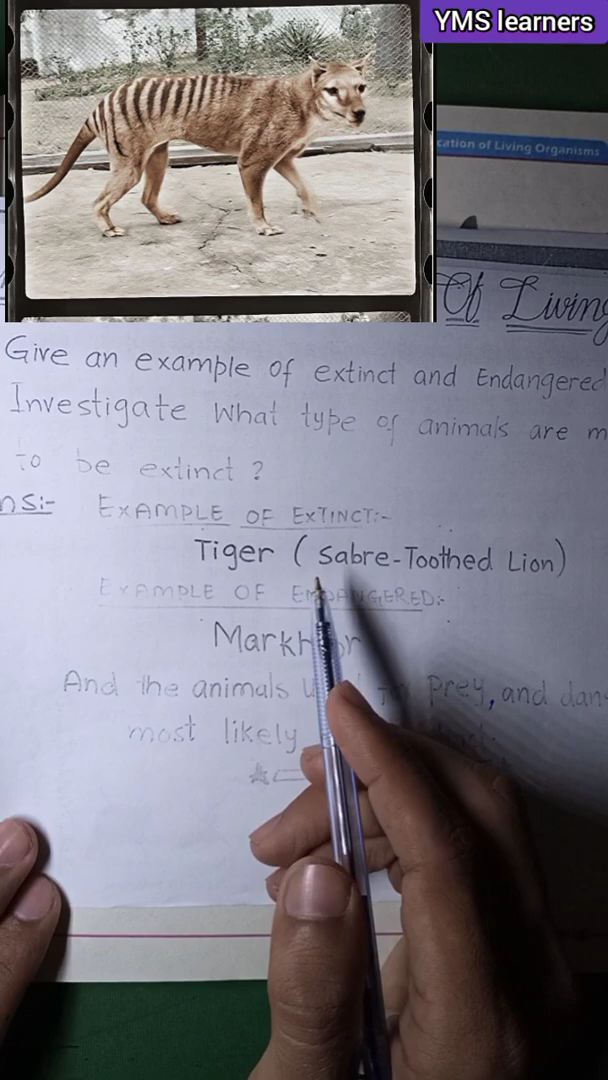 YMS learners
cation of Living Organisms
Of Living
Give an example of extinct and Endangered
Investigate What type of animals are m
to be extinct ?
ns:-
EXAMPLE OF EXTINCT:-
Tiger ( Sabre-Toothed Lion)
EXAMPLE OF ENDANGERED:-
Markhor
And the animals prey, and dan
most likely